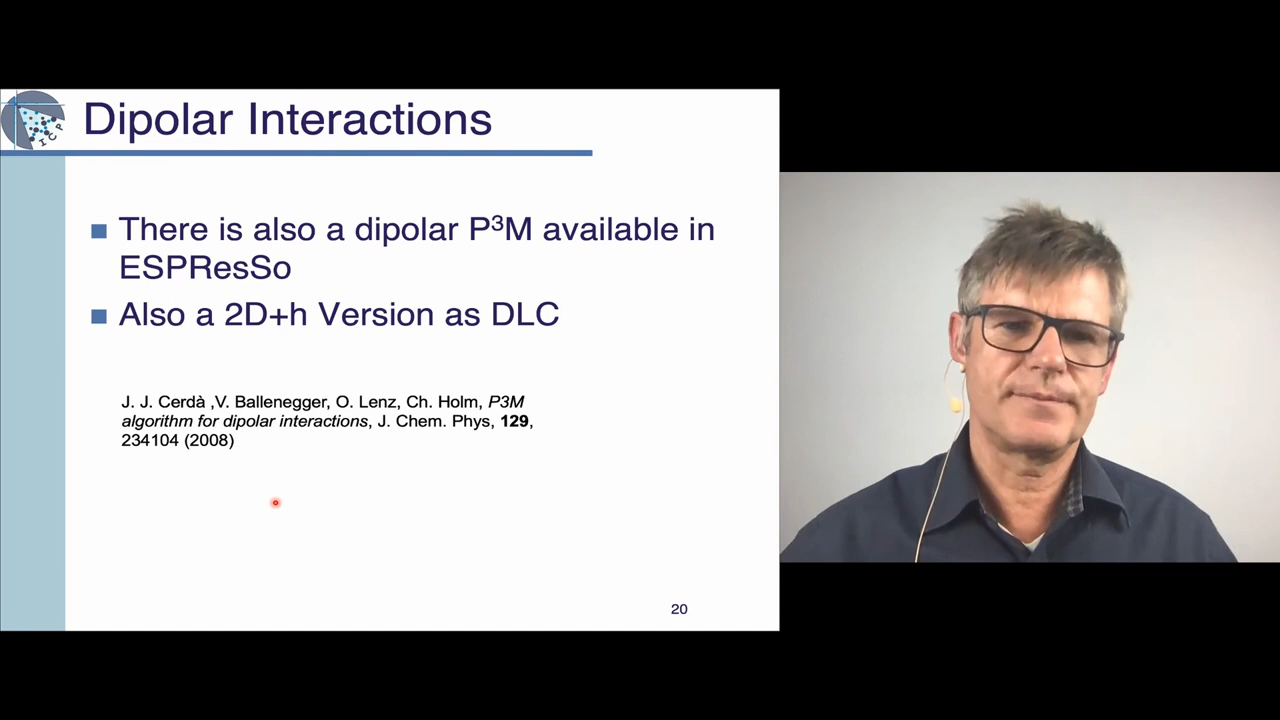 ICP
Dipolar Interactions
There is also a dipolar P³M available in
ESPResSo
Also a 2D+h Version as DLC
J. J. Cerdà ,V. Ballenegger, O. Lenz, Ch. Holm, P3M
algorithm for dipolar interactions, J. Chem. Phys, 129,
234104 (2008)
20